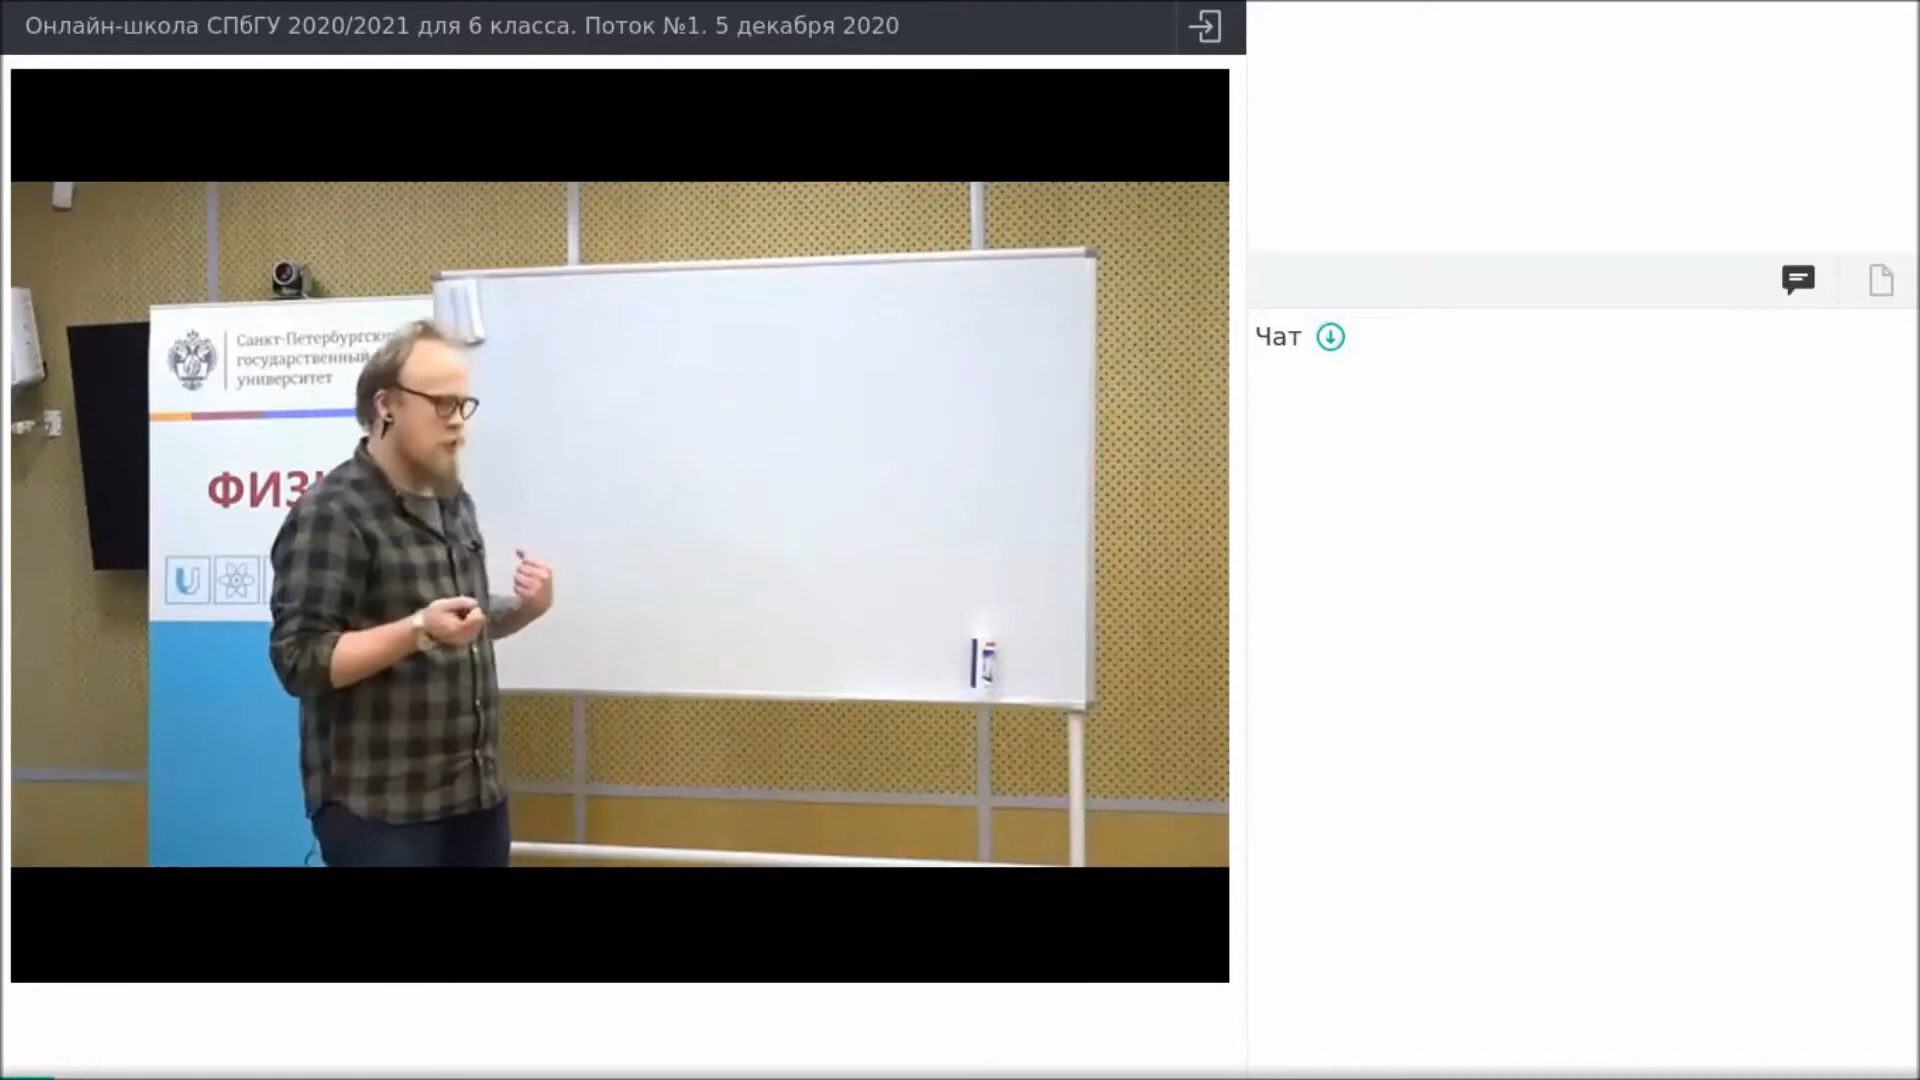 Онлайн-школа СПбГУ 2020/2021 для 6 класса. Поток №1. 5 декабря 2020
Санкт-Петербургский
государственный
университет
ФИЗ
Чат